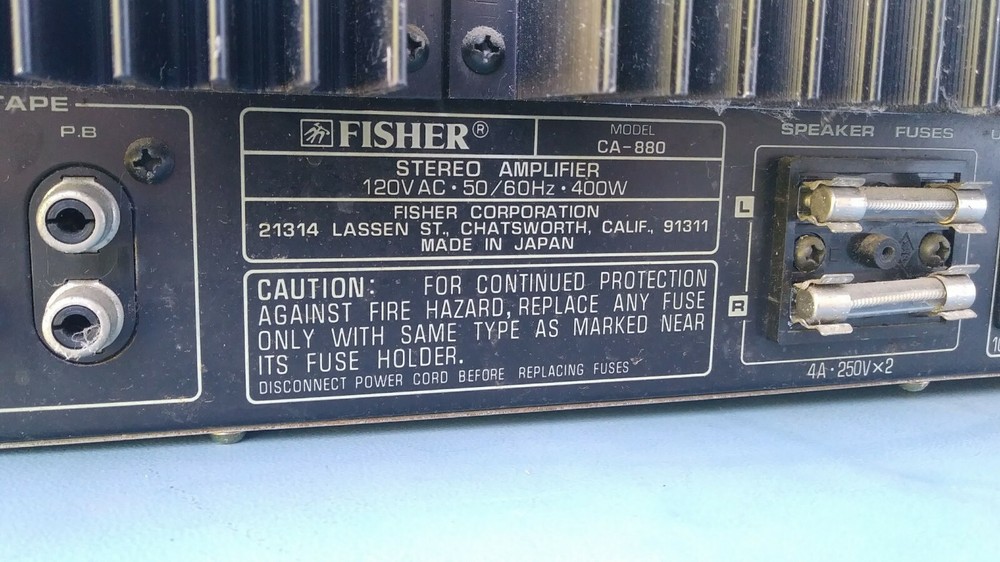 TAPE
P.B
FISHER®
MODEL
CA-880
STEREO AMPLIFIER
120V AC · 50/60Hz · 400W
FISHER CORPORATION
21314 LASSEN ST., CHATSWORTH, CALIF., 91311
MADE IN JAPAN
CAUTION: FOR CONTINUED PROTECTION
AGAINST FIRE HAZARD, REPLACE ANY FUSE
ONLY WITH SAME TYPE AS MARKED NEAR
ITS FUSE HOLDER.
DISCONNECT POWER CORD BEFORE REPLACING FUSES
SPEAKER FUSES
L
R
4A · 250V×2